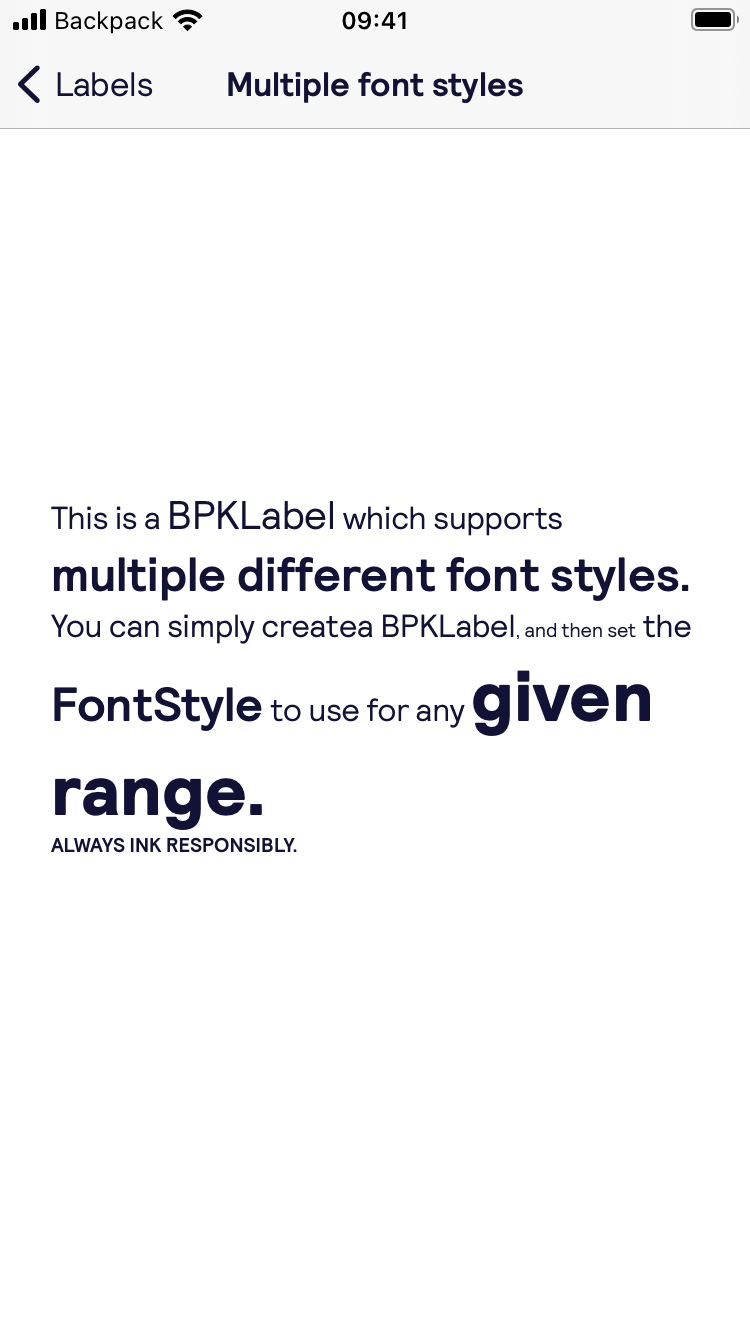 Backpack 09:41
Labels Multiple font styles
This is a BPKLabel which supports
multiple different font styles.
You can simply createa BPKLabel, and then set the
FontStyle to use for any given
range.
ALWAYS INK RESPONSIBLY.